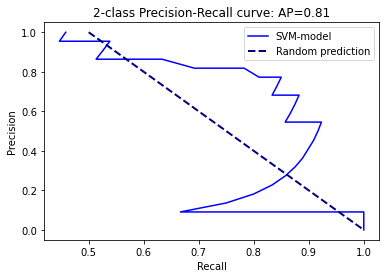 2-class Precision-Recall curve: AP=0.81
SVM-model
Random prediction
Precision
1.0
0.8
0.6
0.4
0.2
0.0
0.5 0.6 0.7 0.8 0.9 1.0
Recall